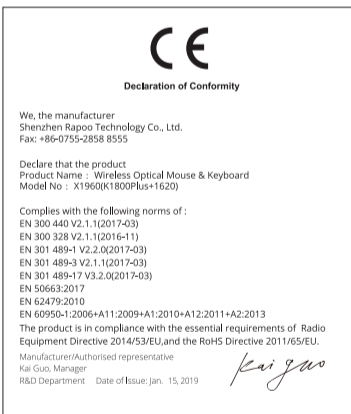 CE
Declaration of Conformity
We, the manufacturer
Shenzhen Rapoo Technology Co., Ltd.
Fax: +86-0755-2858 8555
Declare that the product
Product Name : Wireless Optical Mouse & Keyboard
Model No : X1960(K1800Plus+1620)
Complies with the following norms of :
EN 300 440 V2.1.1(2017-03)
EN 300 328 V2.1.1(2016-11)
EN 301 489-1 V2.2.0(2017-03)
EN 301 489-3 V2.1.1(2017-03)
EN 301 489-17 V3.2.0(2017-03)
EN 50663:2017
EN 62479:2010
EN 60950-1:2006+A11:2009+A1:2010+A12:2011+A2:2013
The product is in compliance with the essential requirements of Radio
Equipment Directive 2014/53/EU,and the RoHS Directive 2011/65/EU.
Manufacturer/Authorised representative
Kai Guo, Manager
R&D Department Date of Issue: Jan. 15, 2019
Kai guo